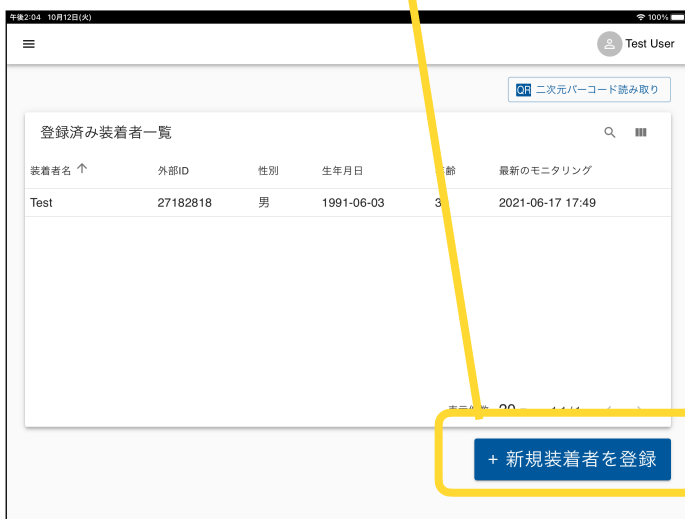 午後2:04 10月12日(火) 100%
Test User
QR 二次元バーコード読み取り
登録済み装着者一覧
装着者名 外部ID 性別 生年月日 齢 最新のモニタリング
Test 27182818 男 1991-06-03 3 2021-06-17 17:49
20
+ 新規装着者を登録